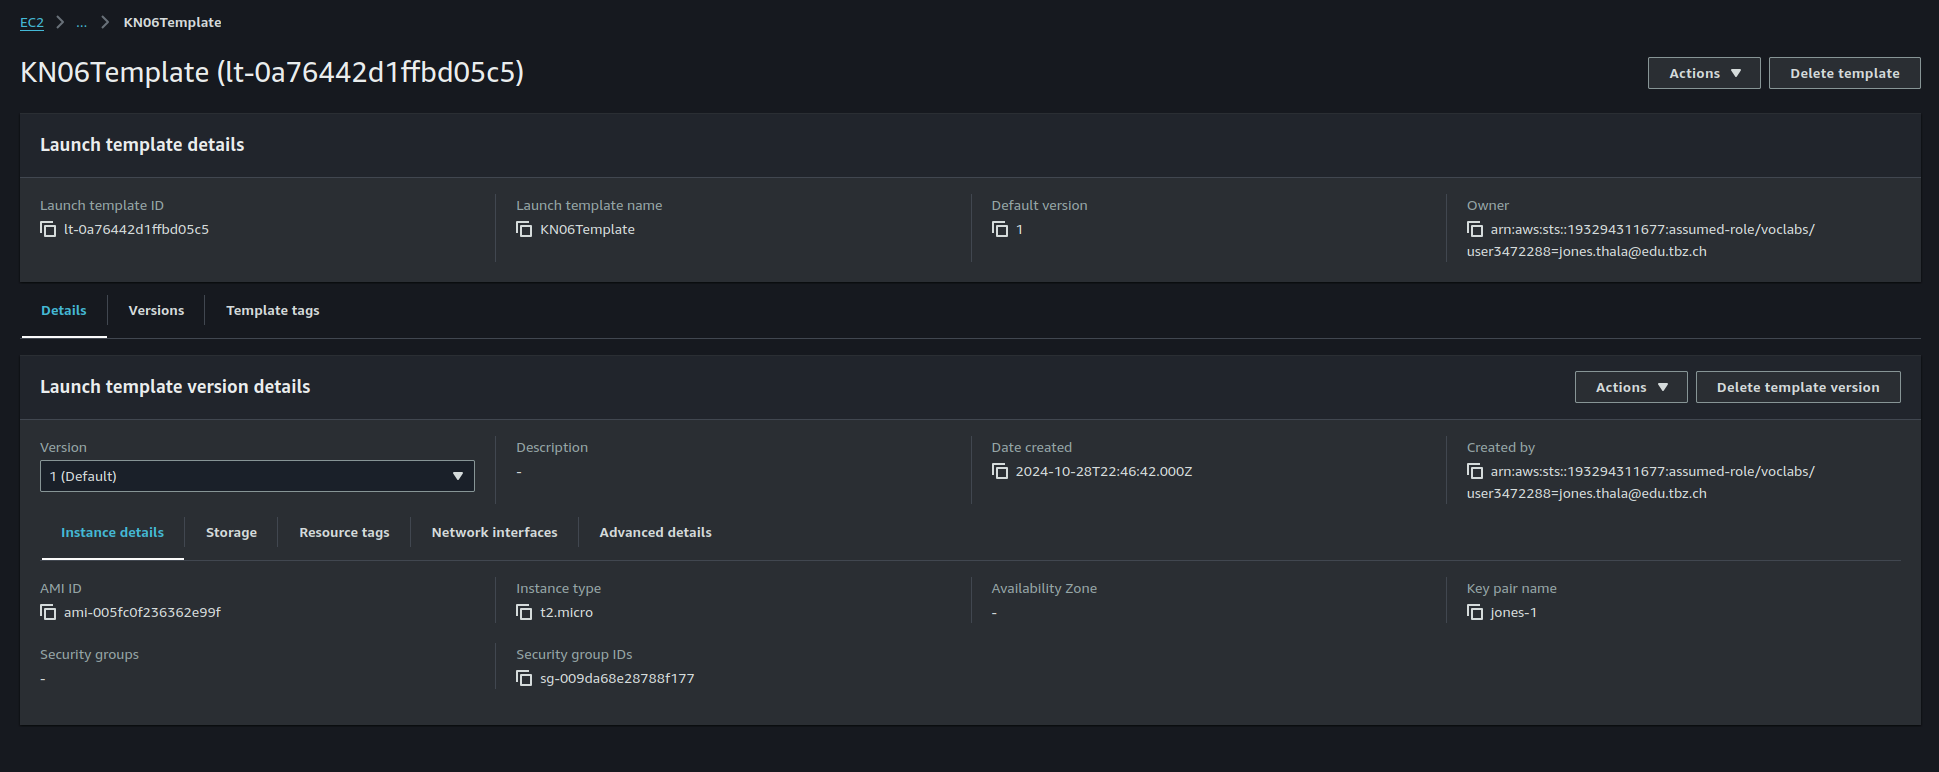 EC2 > ... > KN06Template
KN06Template (lt-0a76442d1ffbd05c5)
Actions ▼
Delete template
Launch template details
Launch template ID
lt-0a76442d1ffbd05c5
Launch template name
KN06Template
Default version
1
Owner
arn:aws:sts::193294311677:assumed-role/voclabs/
user3472288=jones.thala@edu.tbz.ch
Details
Versions
Template tags
Launch template version details
Actions ▼
Delete template version
Version
1 (Default)
Description
-
Date created
2024-10-28T22:46:42.000Z
Created by
arn:aws:sts::193294311677:assumed-role/voclabs/
user3472288=jones.thala@edu.tbz.ch
Instance details
Storage
Resource tags
Network interfaces
Advanced details
AMI ID
ami-005fc0f236362e99f
Instance type
t2.micro
Availability Zone
-
Key pair name
jones-1
Security groups
-
Security group IDs
sg-009da68e28788f177